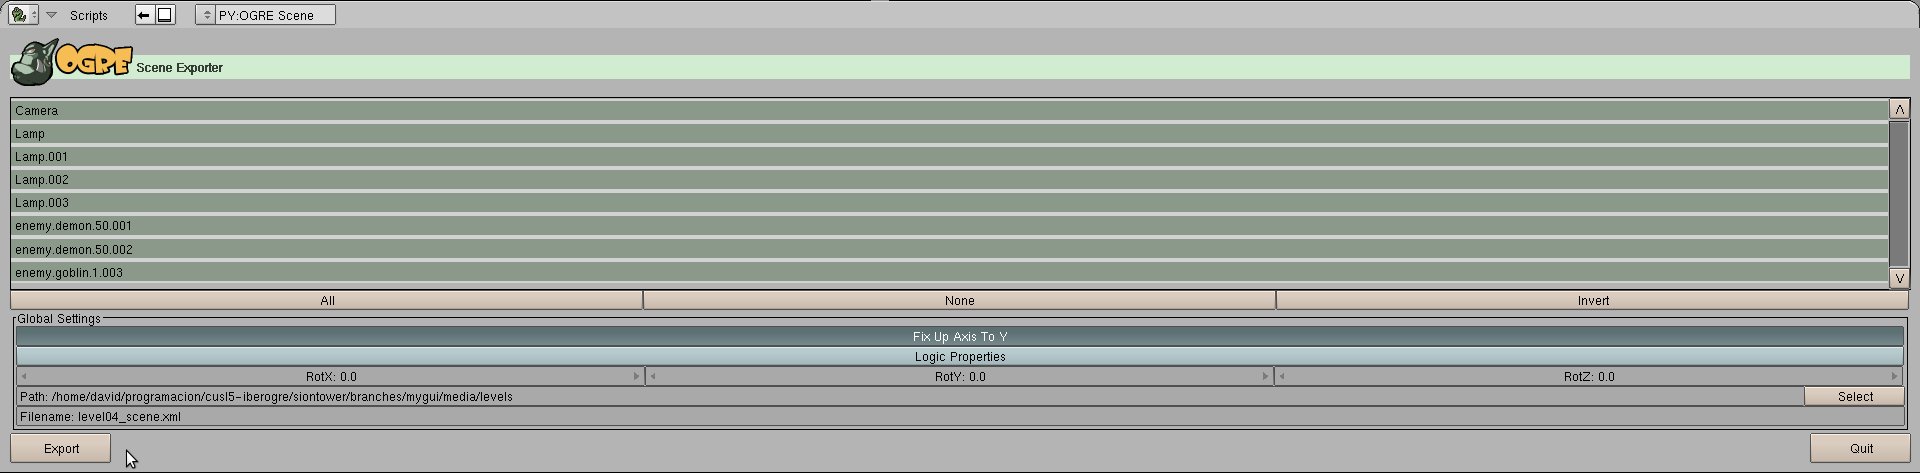 Scripts PY:OGRE Scene
OGRE Scene Exporter
Camera
Lamp
Lamp.001
Lamp.002
Lamp.003
enemy.demon.50.001
enemy.demon.50.002
enemy.goblin.1.003
All None Invert
Global Settings
Fix Up Axis To Y
Logic Properties
RotX: 0.0 RotY: 0.0 RotZ: 0.0
Path: /home/david/programacion/cusl5-iberogre/siontower/branches/mygui/media/levels Select
Filename: level04_scene.xml
Export Quit